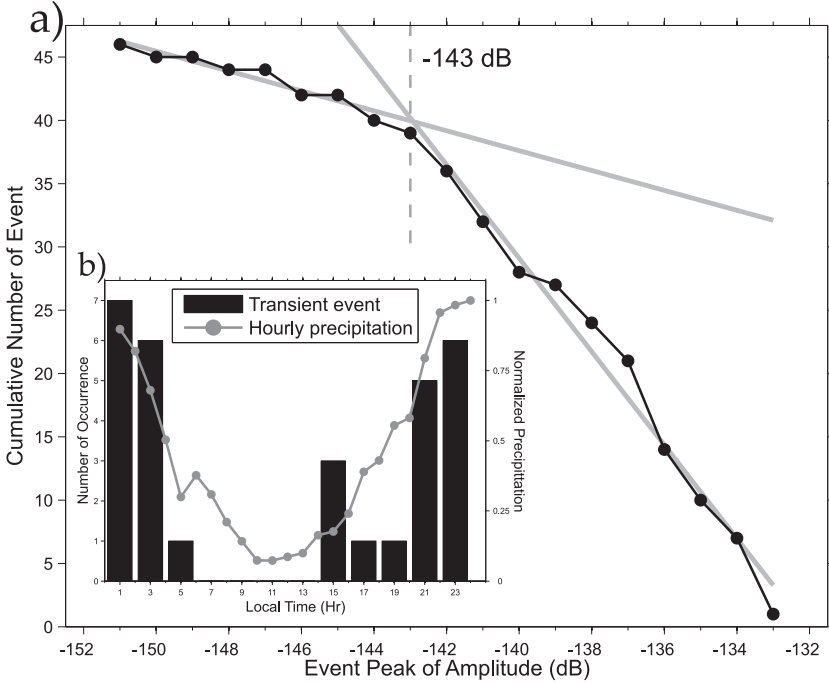 a)
-143 dB
45
40
35
30
25
20
15
10
5
0
Cumulative Number of Event
-152 -150 -148 -146 -144 -142 -140 -138 -136 -134 -132
Event Peak of Amplitude (dB)
b)
Transient event
Hourly precipitation
7
6
5
4
3
2
1
0
Number of Occurrence
1
0.75
0.5
0.25
0
Normalized Precipittation
1 3 5 7 9 11 13 15 17 19 21 23
Local Time (Hr)